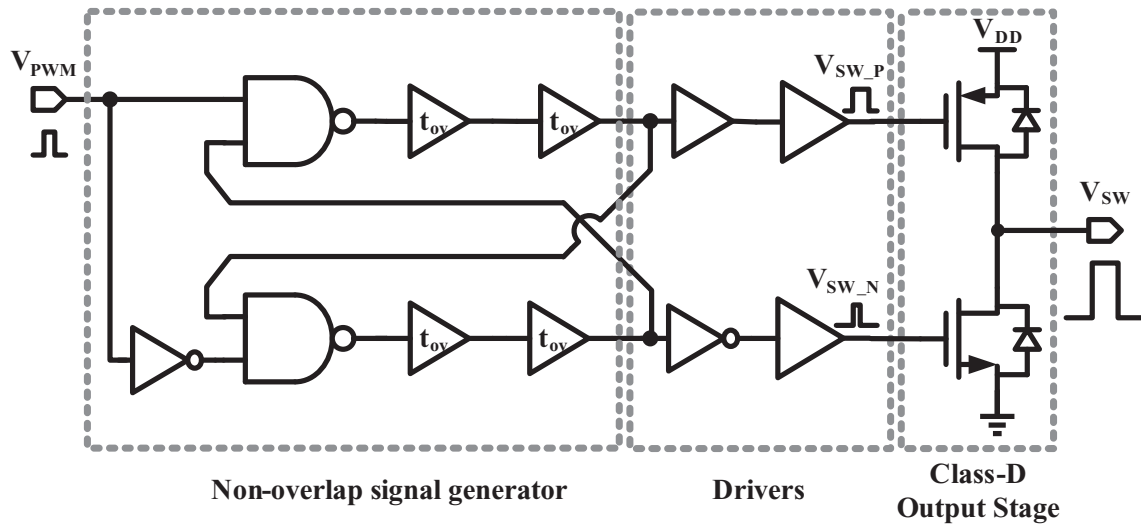 V_DD
V_PWM
V_SW_P
t_ov
t_ov
V_SW
V_SW_N
t_ov
t_ov
Non-overlap signal generator
Drivers
Class-D
Output Stage